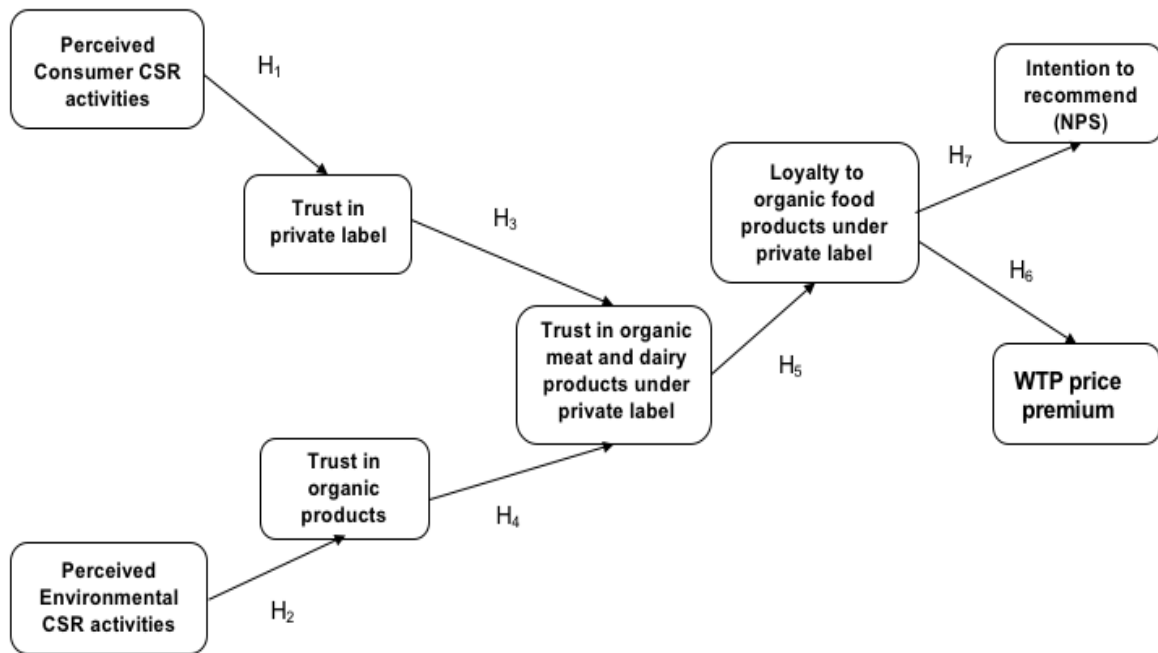 Perceived
Consumer CSR
activities
H₁
Trust in
private label
H₃
Trust in organic
meat and dairy
products under
private label
Trust in
organic
products
H₄
Perceived
Environmental
CSR activities
H₂
H₅
Loyalty to
organic food
products under
private label
H₇
Intention to
recommend
(NPS)
H₆
WTP price
premium